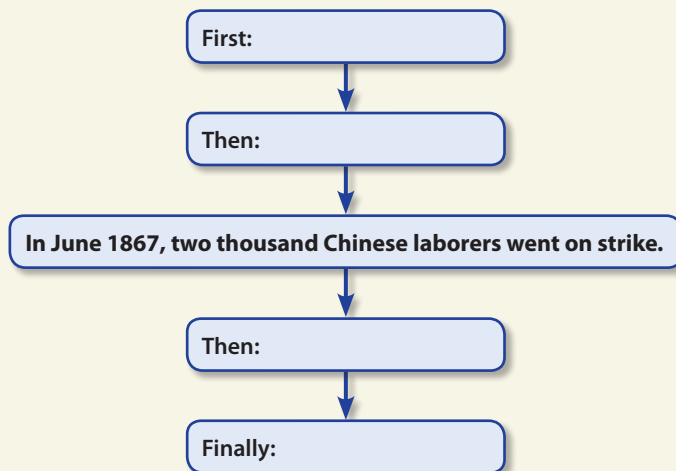 First:
Then:
In June 1867, two thousand Chinese laborers went on strike.
Then:
Finally: